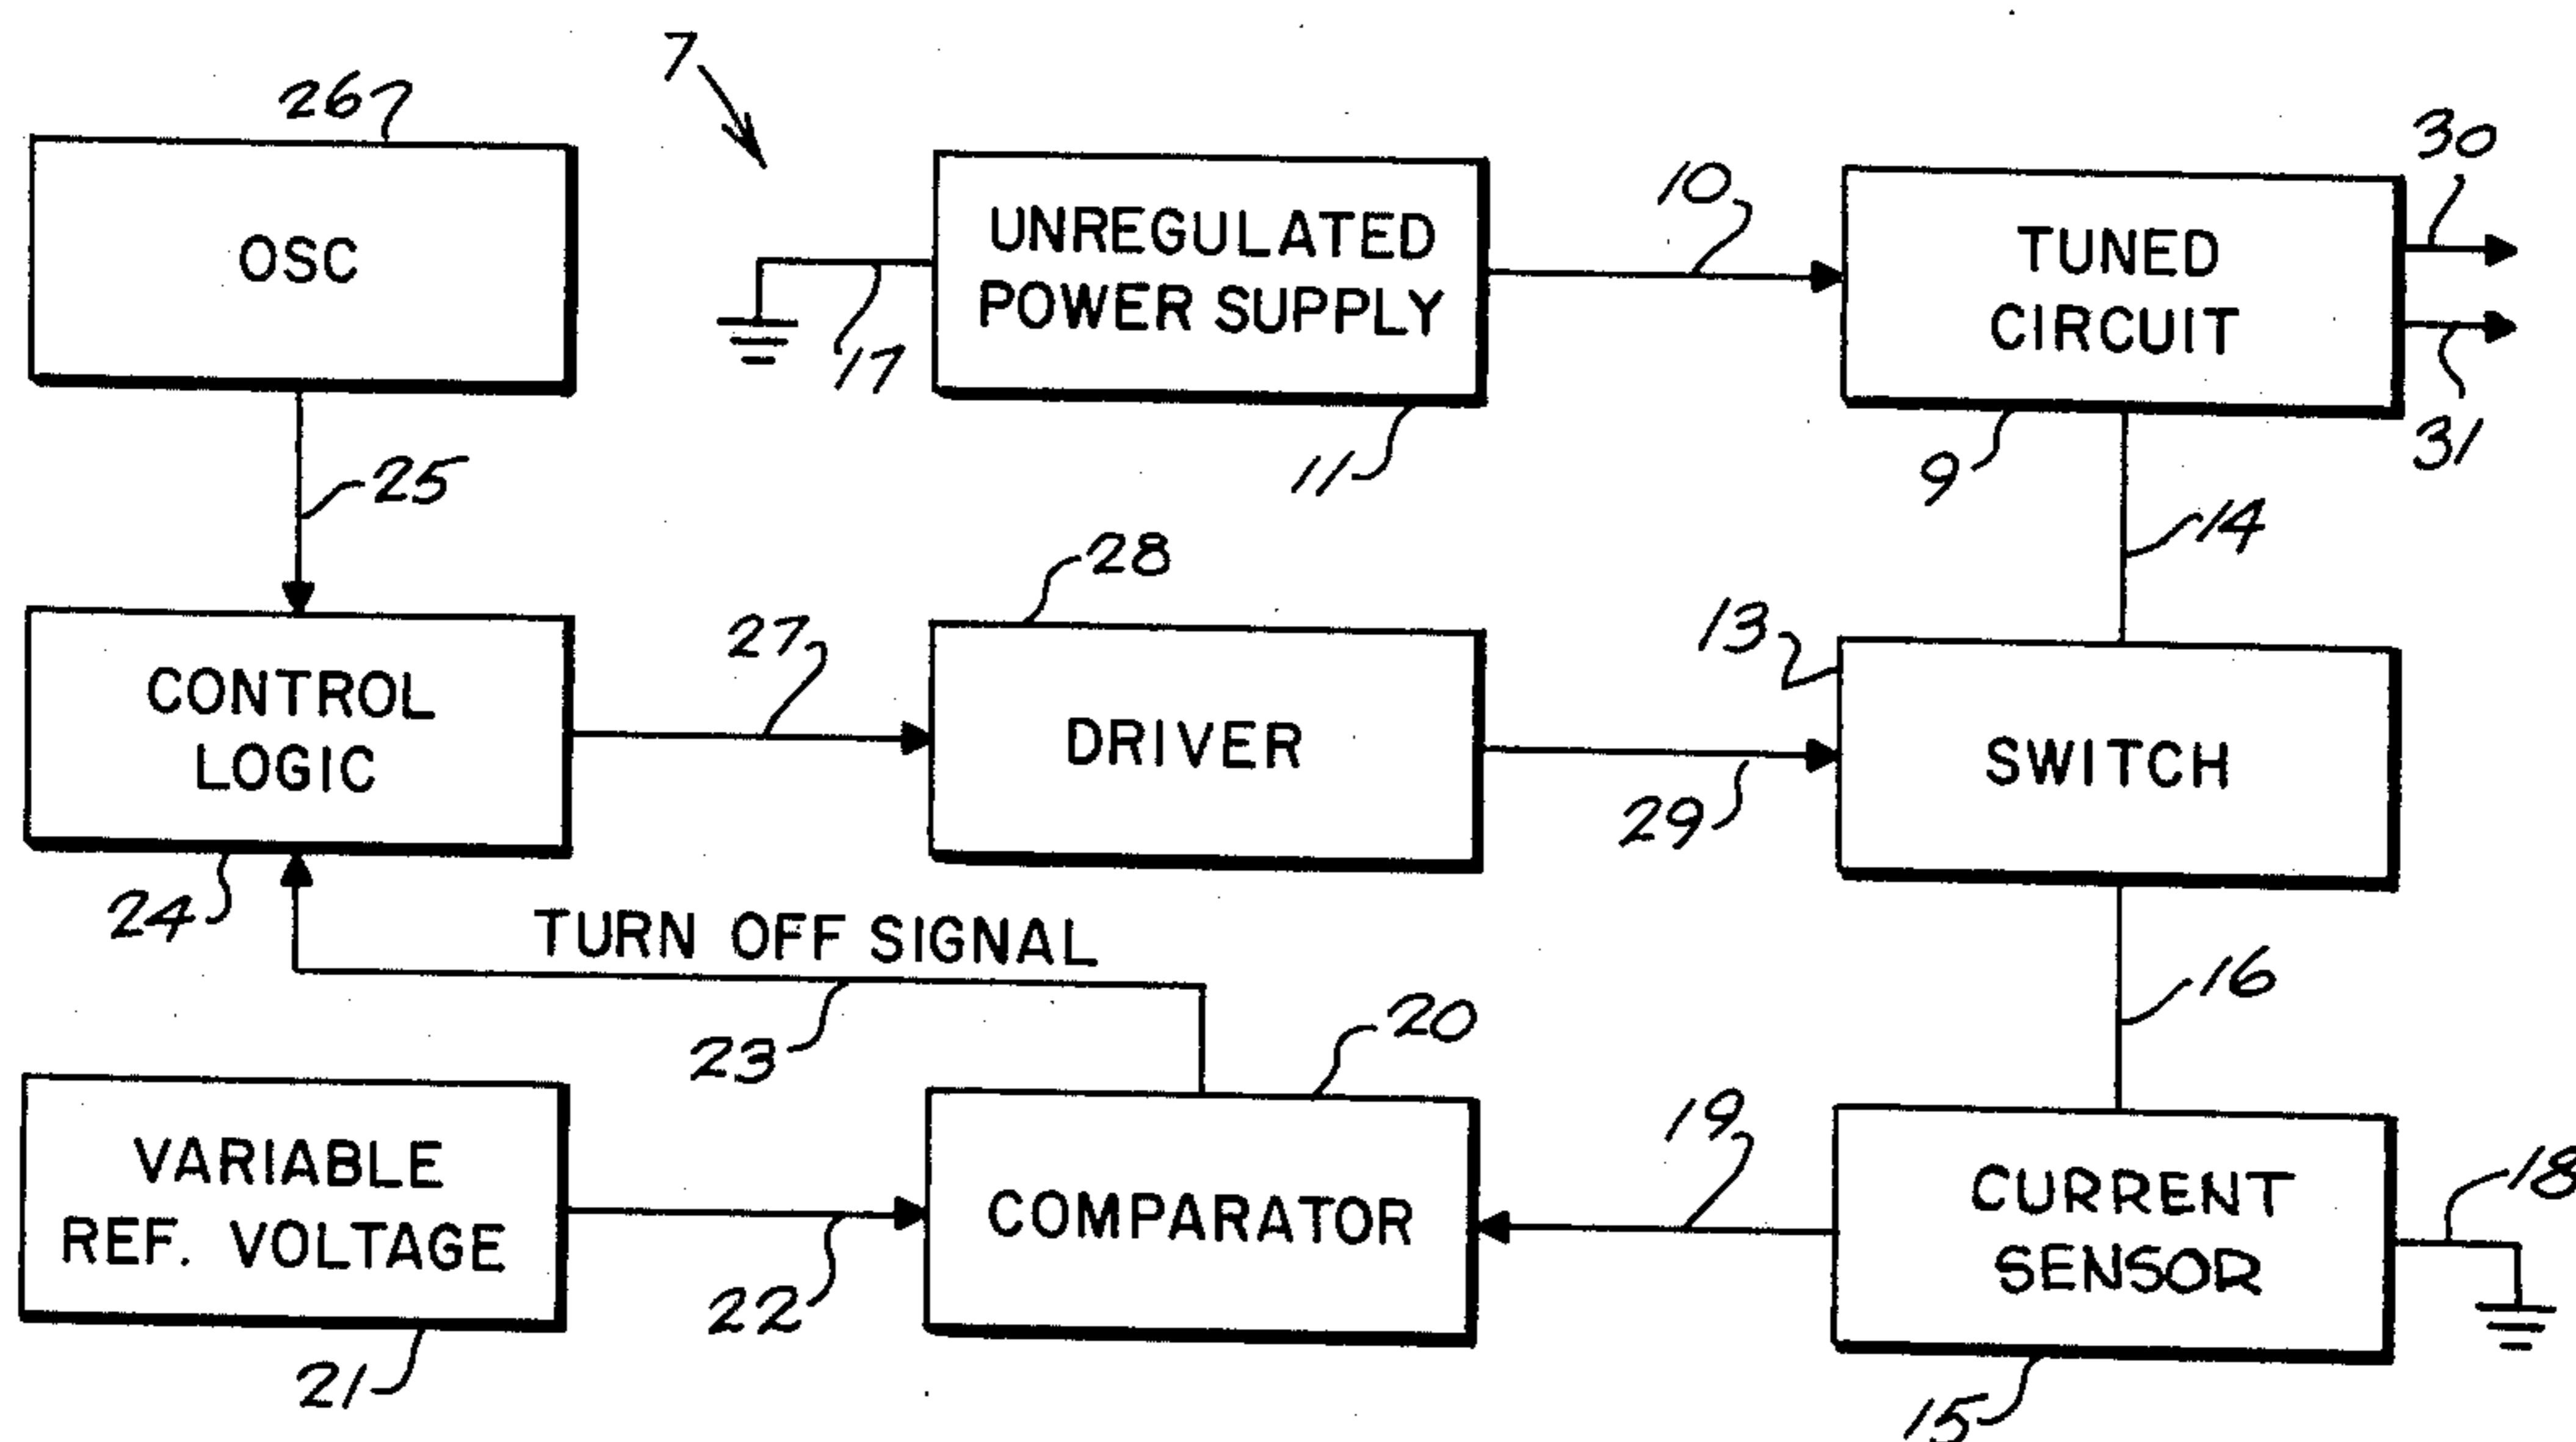 7
26
OSC
25
17
UNREGULATED
POWER SUPPLY
11
10
TUNED
CIRCUIT
9
30
31
14
CONTROL
LOGIC
24
27
28
DRIVER
29
13
SWITCH
16
TURN OFF SIGNAL
23
VARIABLE
REF. VOLTAGE
21
22
20
COMPARATOR
19
CURRENT
SENSOR
15
18